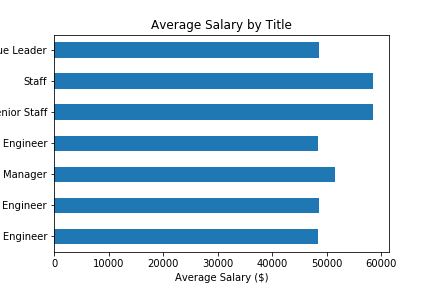 Average Salary by Title
ue Leader
Staff
enior Staff
Engineer
Manager
Engineer
Engineer
0 10000 20000 30000 40000 50000 60000
Average Salary ($)